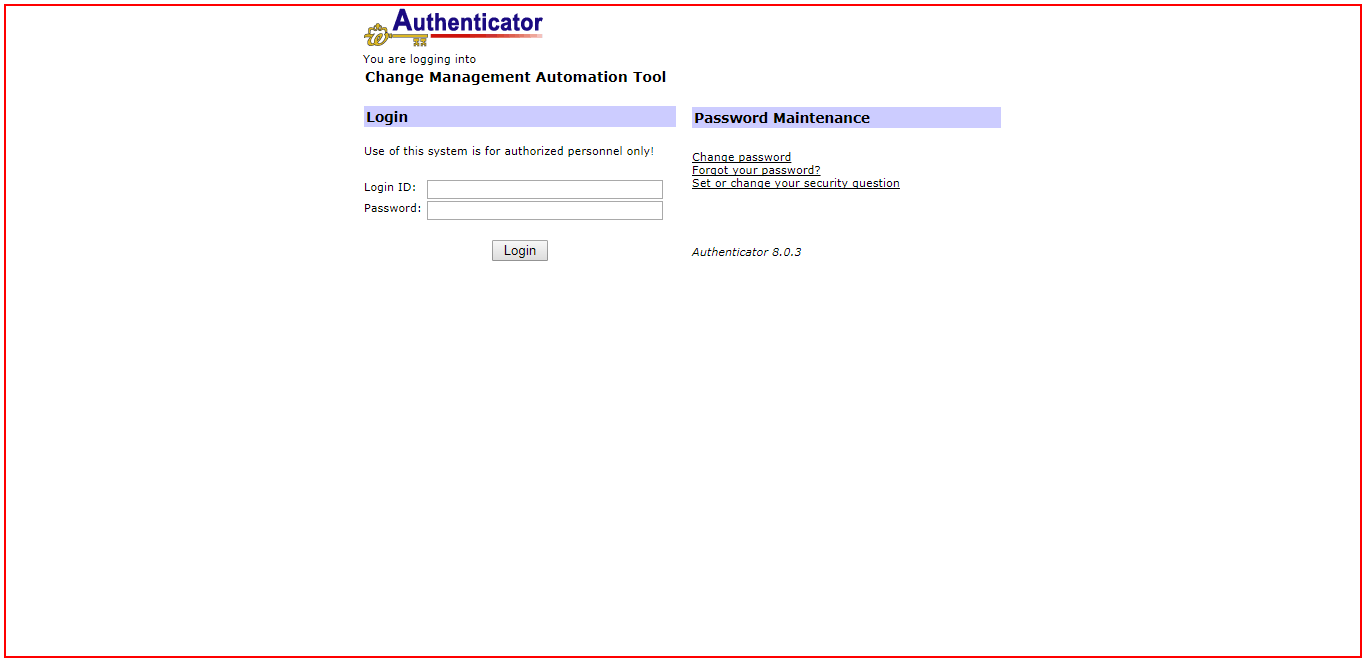 Authenticator
You are logging into
Change Management Automation Tool
Login
Use of this system is for authorized personnel only!
Login ID:
Password:
Login
Password Maintenance
Change password
Forgot your password?
Set or change your security question
Authenticator 8.0.3